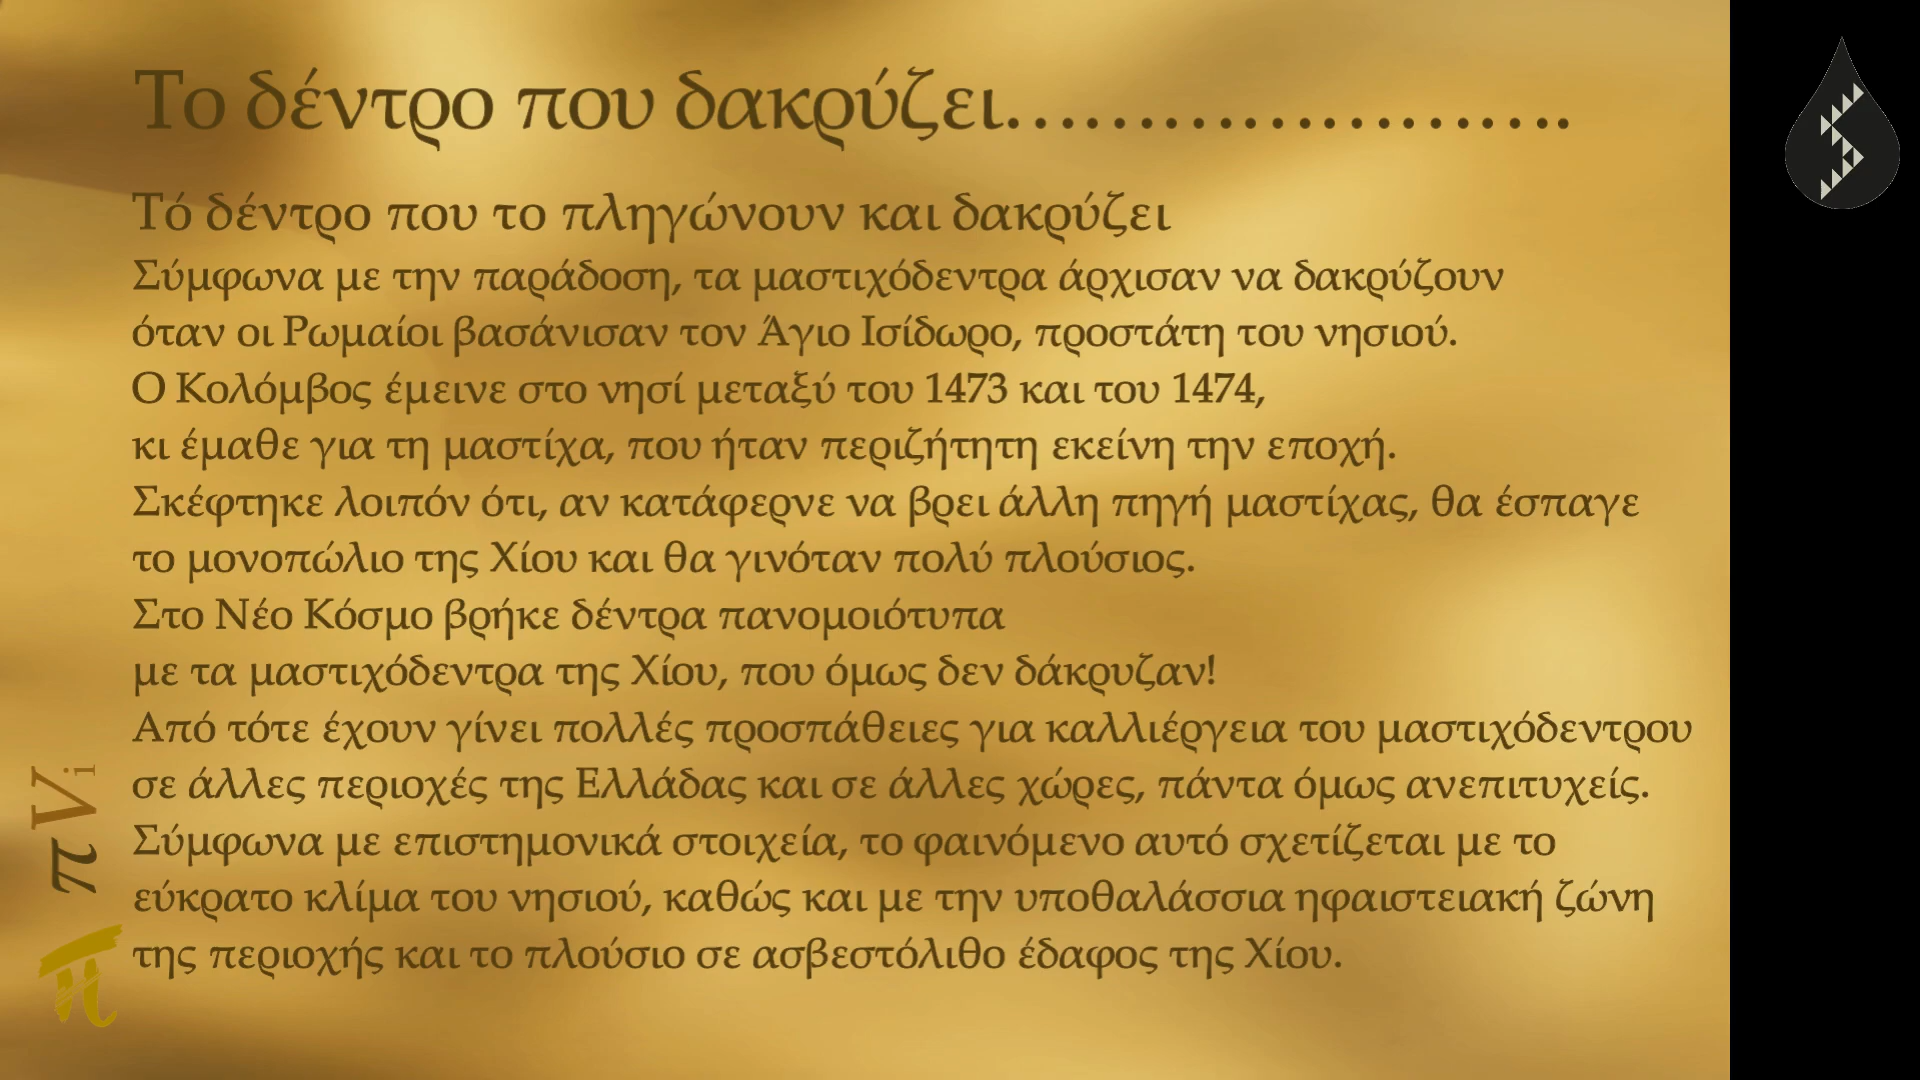 Το δέντρο που δακρύζει…………………..
Τό δέντρο που το πληγώνουν και δακρύζει
Σύμφωνα με την παράδοση, τα μαστιχόδεντρα άρχισαν να δακρύζουν
όταν οι Ρωμαίοι βασάνισαν τον Άγιο Ισίδωρο, προστάτη του νησιού.
Ο Κολόμβος έμεινε στο νησί μεταξύ του 1473 και του 1474,
κι έμαθε για τη μαστίχα, που ήταν περιζήτητη εκείνη την εποχή.
Σκέφτηκε λοιπόν ότι, αν κατάφερνε να βρει άλλη πηγή μαστίχας, θα έσπαγε
το μονοπώλιο της Χίου και θα γινόταν πολύ πλούσιος.
Στο Νέο Κόσμο βρήκε δέντρα πανομοιότυπα
με τα μαστιχόδεντρα της Χίου, που όμως δεν δάκρυζαν!
Από τότε έχουν γίνει πολλές προσπάθειες για καλλιέργεια του μαστιχόδεντρου
σε άλλες περιοχές της Ελλάδας και σε άλλες χώρες, πάντα όμως ανεπιτυχείς.
Σύμφωνα με επιστημονικά στοιχεία, το φαινόμενο αυτό σχετίζεται με το
εύκρατο κλίμα του νησιού, καθώς και με την υποθαλάσσια ηφαιστειακή ζώνη
της περιοχής και το πλούσιο σε ασβεστόλιθο έδαφος της Χίου.
π Vi
π